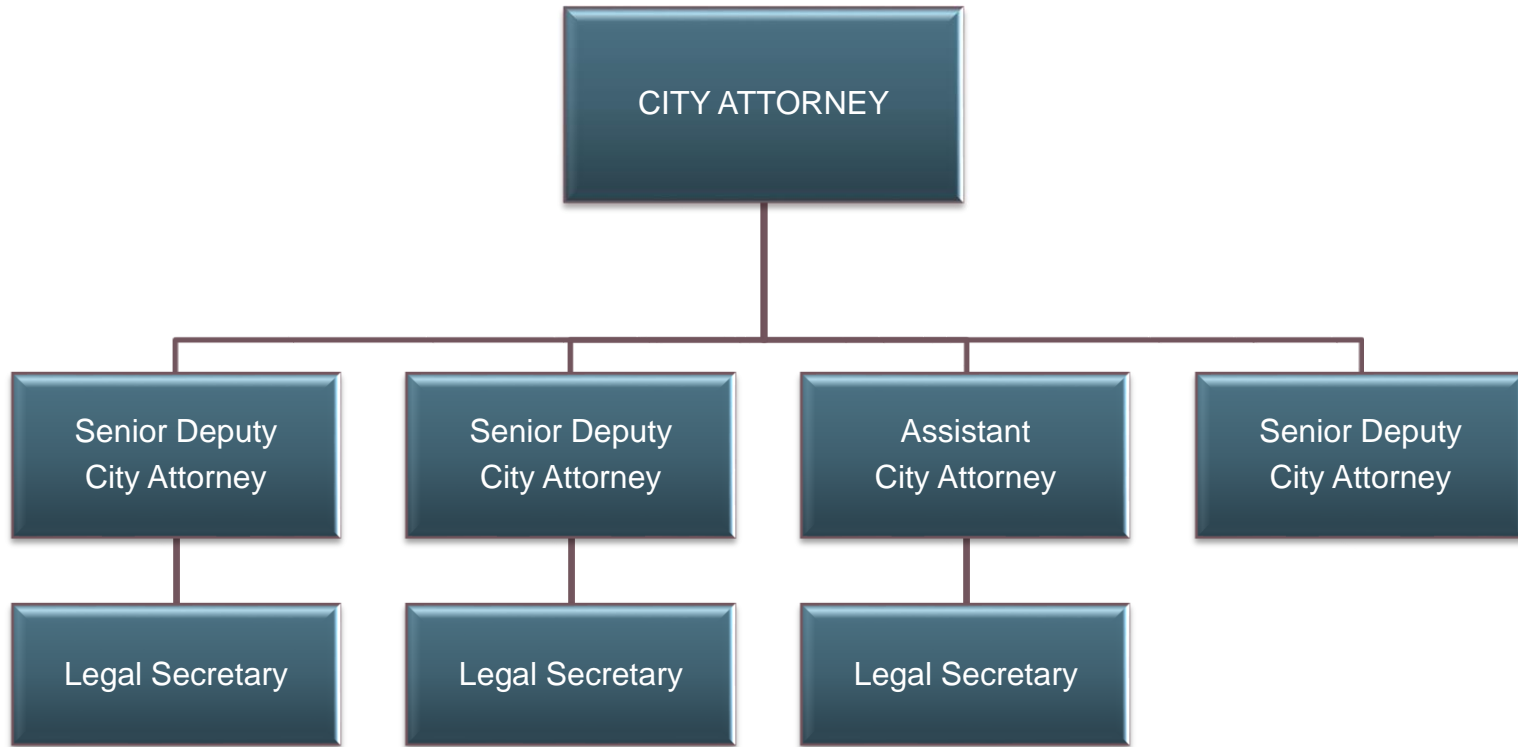 CITY ATTORNEY
Senior Deputy
City Attorney
Senior Deputy
City Attorney
Assistant
City Attorney
Senior Deputy
City Attorney
Legal Secretary
Legal Secretary
Legal Secretary